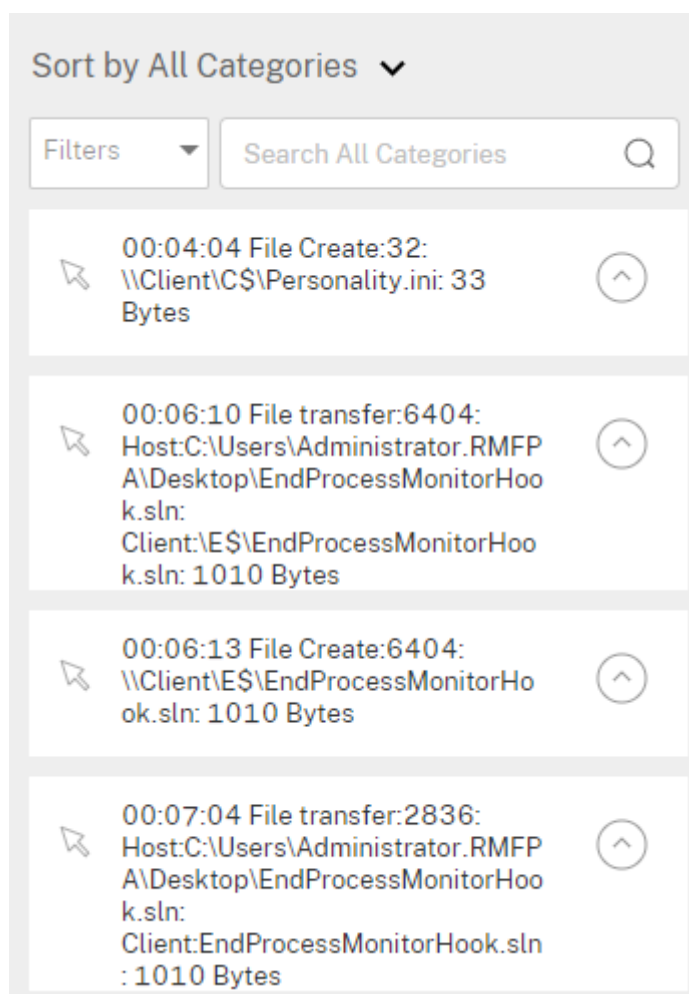 Sort by All Categories
Filters
Search All Categories
00:04:04 File Create:32:
\\Client\C$\Personality.ini: 33
Bytes
00:06:10 File transfer:6404:
Host:C:\Users\Administrator.RMFP
A\Desktop\EndProcessMonitorHoo
k.sln:
Client:\E$\EndProcessMonitorHoo
k.sln: 1010 Bytes
00:06:13 File Create:6404:
\\Client\E$\EndProcessMonitorHo
ok.sln: 1010 Bytes
00:07:04 File transfer:2836:
Host:C:\Users\Administrator.RMFP
A\Desktop\EndProcessMonitorHoo
k.sln:
Client:EndProcessMonitorHook.sln
: 1010 Bytes